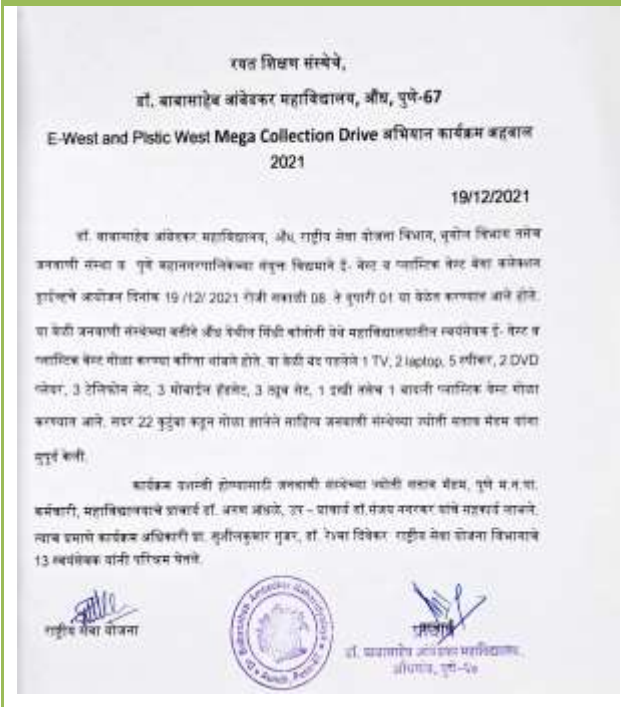 रयत शिक्षण संस्थेचे,
डॉ. बाबासाहेब आंबेडकर महाविद्यालय, औंध, पुणे-67
E-West and Plstic West Mega Collection Drive अभियान कार्यक्रम अहवाल
2021
19/12/2021
डॉ. बाबासाहेब आंबेडकर महाविद्यालय, औंध, राष्ट्रीय सेवा योजना विभाग, भूगोल विभाग तसेच
जनवाणी संस्था व पुणे महानगरपालिकेच्या संयुक्त विद्यमाने ई- वेस्ट व प्लास्टिक वेस्ट मेगा कलेक्शन
ड्राईव्हचे आयोजन दिनांक 19 /12/ 2021 रोजी सकाळी 08 ते दुपारी 01 या वेळेत करण्यात आले होते.
या वेळी जनवाणी संस्थेच्या वतीने औंध येथील सिंधी कॉलोनी येथे महाविद्यालयातील स्वयंसेवक ई- वेस्ट व
प्लास्टिक वेस्ट गोळा करण्या करिता थांबले होते. या वेळी बंद पडलेले 1 TV, 2 laptop, 5 स्पीकर, 2 DVD
प्लेयर, 3 टेलिफोन सेट, 3 मोबाईल हँडसेट, 3 सेट, 1 इस्त्री तसेच 1 बादली प्लास्टिक वेस्ट गोळा
करण्यात आले. सदर 22 कुटुंबा कडून गोळा झालेले साहित्य जनवाणी संस्थेच्या ज्योती मॅडम यांना
सुपूर्द केली.
कार्यक्रम यशस्वी होण्यासाठी जनवाणी संस्थेच्या ज्योती मॅडम, पुणे म.न.पा.
कर्मचारी, महाविद्यालयाचे प्राचार्य डॉ. अरुण आंधळे, उप – प्राचार्य डॉ.संजय नगरकर यांचे सहकार्य लाभले.
त्याच प्रमाणे कार्यक्रम अधिकारी प्रा. सुशीलकुमार गुजर, डॉ. दिवेकर राष्ट्रीय सेवा योजना विभागाचे
13 स्वयंसेवक यांनी परिश्रम घेतले.
राष्ट्रीय सेवा योजना
प्राचार्य
डॉ. बाबासाहेब आंबेडकर महाविद्यालय,
पुणे-६७